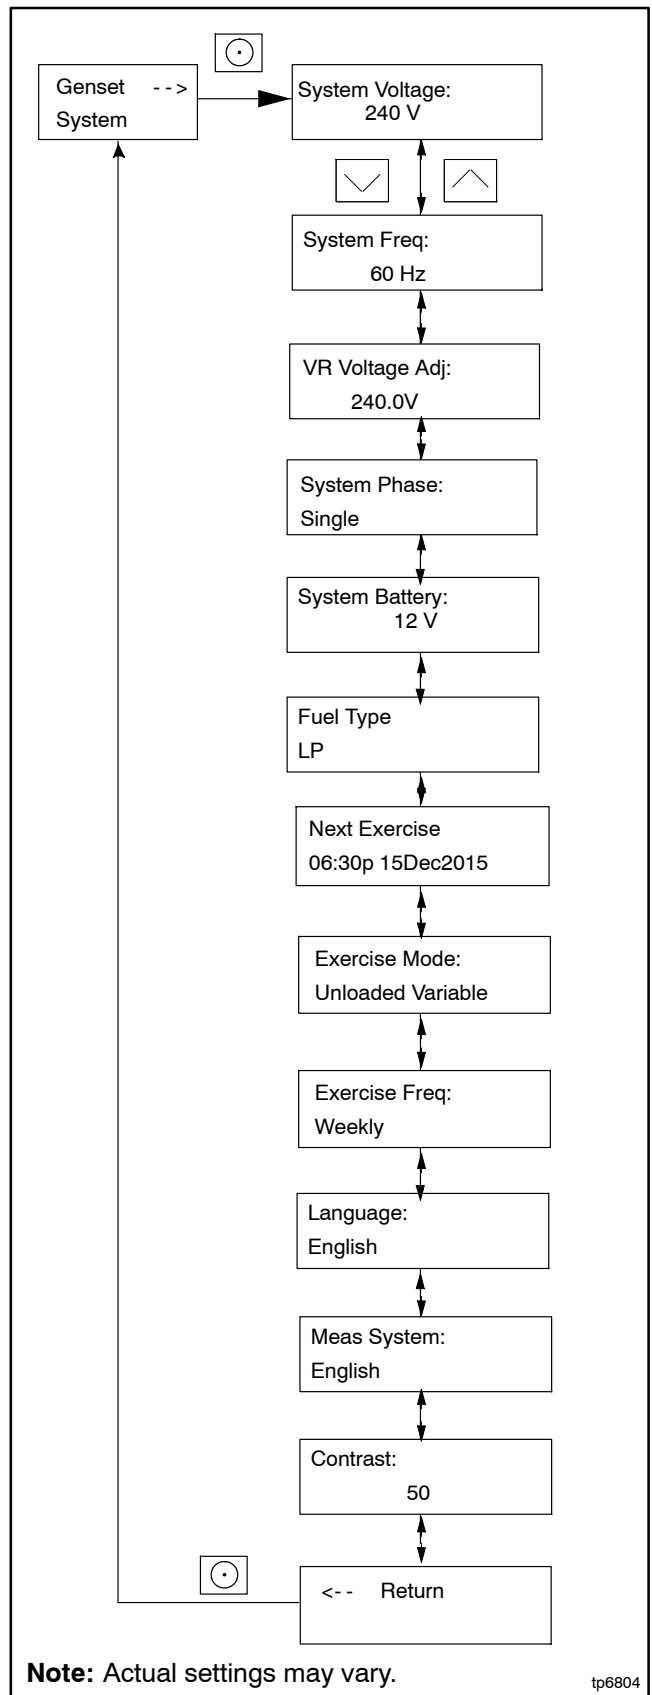 Genset -->
System
System Voltage:
240 V
System Freq:
60 Hz
VR Voltage Adj:
240.0V
System Phase:
Single
System Battery:
12 V
Fuel Type
LP
Next Exercise
06:30p 15Dec2015
Exercise Mode:
Unloaded Variable
Exercise Freq:
Weekly
Language:
English
Meas System:
English
Contrast:
50
<-- Return
Note: Actual settings may vary.
tp6804